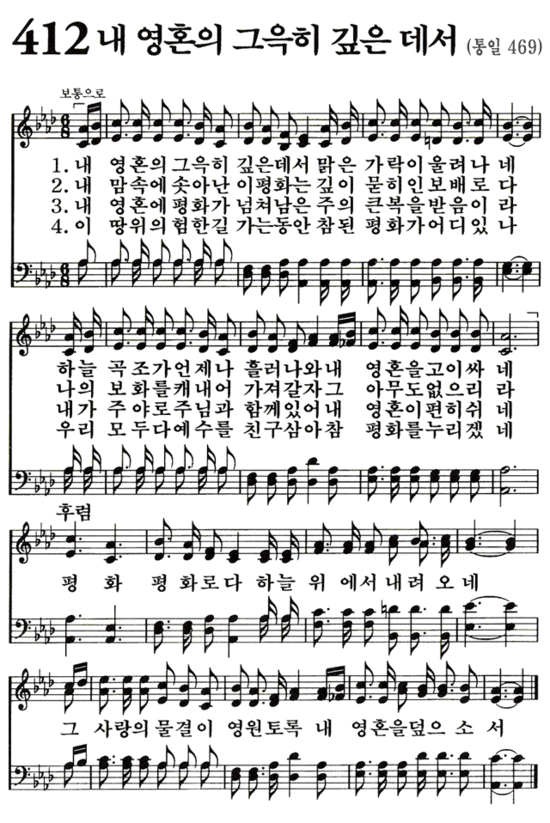 412 내 영혼의 그윽히 깊은 데서 (통일 469)
보통으로
1. 내 영혼의 그윽히 깊은데서 맑은 가락이 울려나네
2. 내 맘속에 솟아난 이평화는 깊이 묻히인 보배로다
3. 내 영혼에 평화가 넘쳐남은 주의 큰복을 받음이라
4. 이 땅위의 험한길 가는동안 참된 평화가 어디있나
하늘 곡조가 언제나 흘러나와 내 영혼을 고이싸네
나의 보화를 캐내어 가져갈자 그 아무도 없으리라
내가 주야로 주님과 함께있어 내 영혼이 편히쉬네
우리 모두다 예수를 친구삼아 참 평화를 누리겠네
후렴
평 화 평 화로다 하늘 위 에서 내려 오네
그 사랑의 물결이 영원토록 내 영혼을 덮으 소서